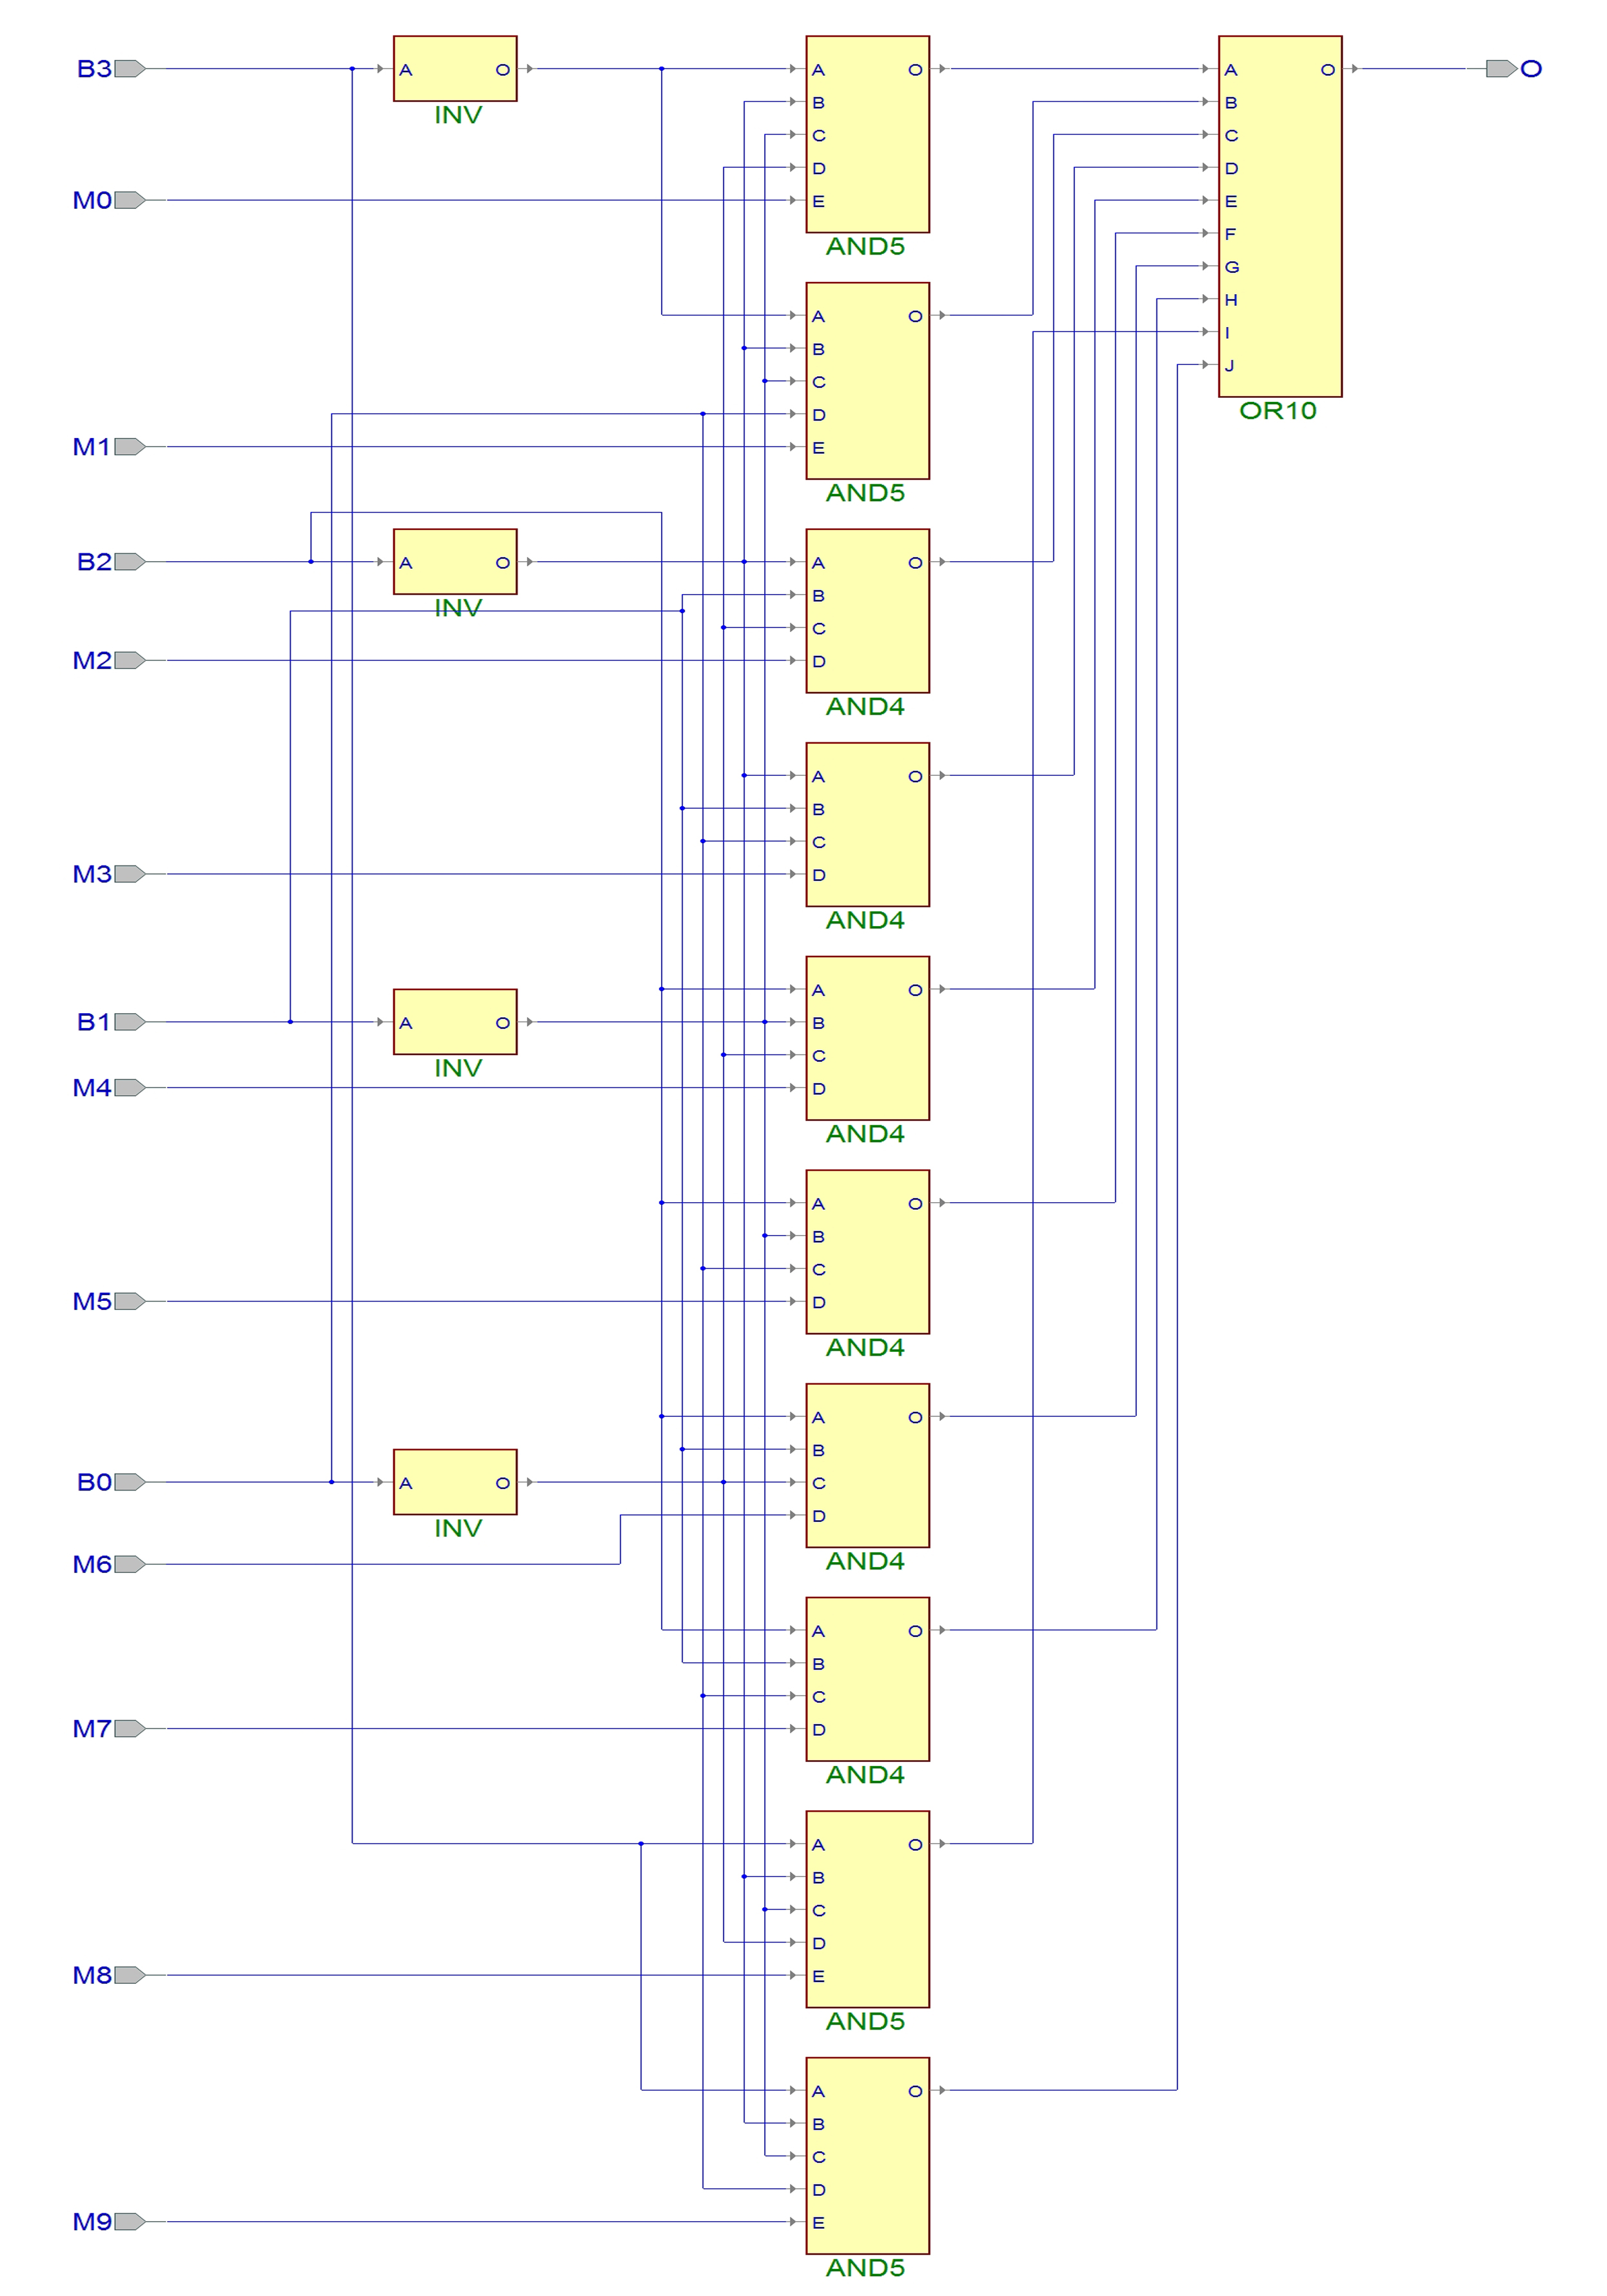 B3 A O INV A O A O O
B B
C C
D D
M0 E E
AND5 F
G
H
A O I
B J
C OR10
D
M1 E
AND5
B2 A O INV A O
B
C
M2 D
AND4
A O
B
C
M3 D
AND4
A O
B1 A O INV B
C
M4 D
AND4
A O
B
C
M5 D
AND4
A O
B
B0 A O INV C
D
M6
AND4
A O
B
C
M7 D
AND4
A O
B
C
D
M8 E
AND5
A O
B
C
D
M9 E
AND5